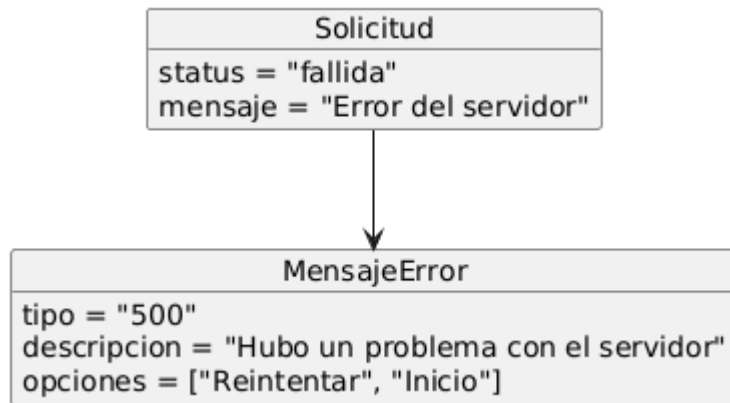 Solicitud
status = "fallida"
mensaje = "Error del servidor"
MensajeError
tipo = "500"
descripcion = "Hubo un problema con el servidor"
opciones = ["Reintentar", "Inicio"]